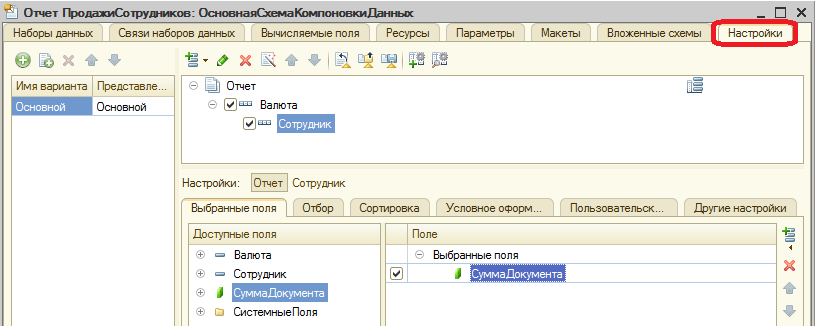 Отчет ПродажиСотрудников: ОсновнаяСхемаКомпоновкиДанных
Наборы данных Связи наборов данных Вычисляемые поля Ресурсы Параметры Макеты Вложенные схемы Настройки
Имя варианта Представле...
Основной Основной
Отчет
Валюта
Сотрудник
Настройки: Отчет Сотрудник
Выбранные поля Отбор Сортировка Условное оформ... Пользовательск... Другие настройки
Доступные поля Поле
Валюта Выбранные поля
Сотрудник СуммаДокумента
СуммаДокумента
СистемныеПоля